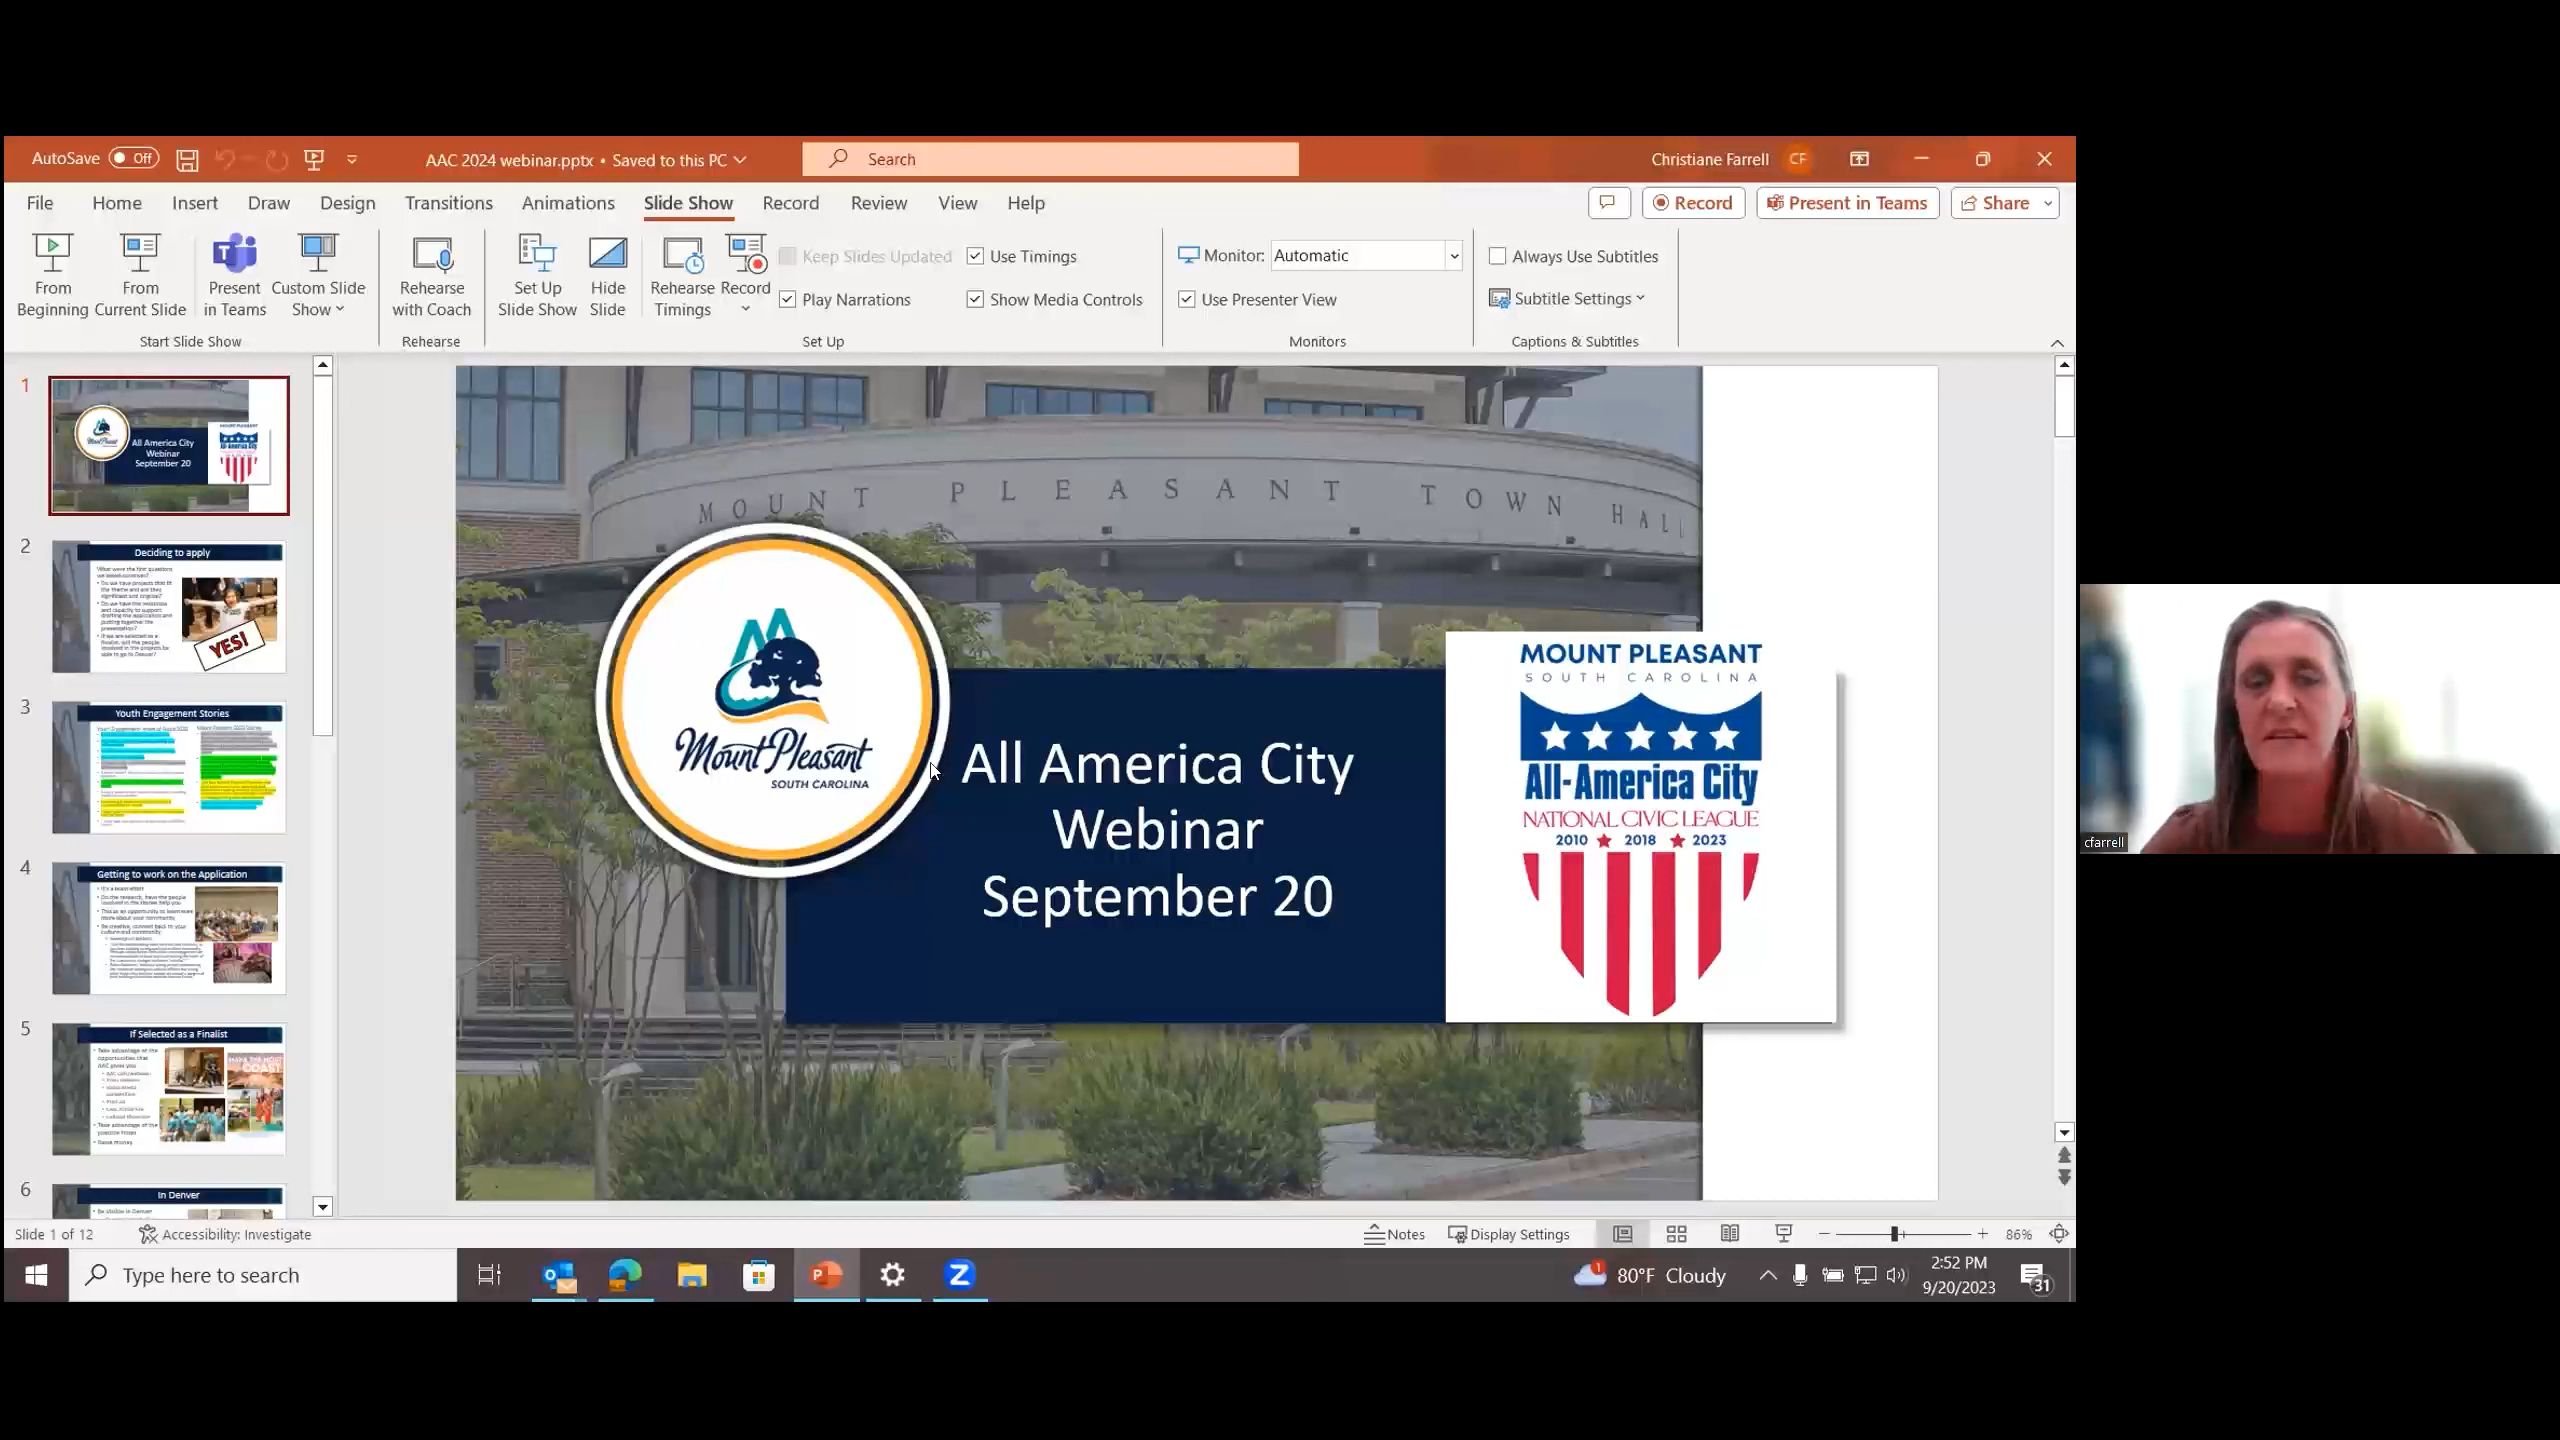 AutoSave Off
AAC 2024 webinar.pptx • Saved to this PC
Search
Christiane Farrell CF
File Home Insert Draw Design Transitions Animations Slide Show Record Review View Help
Record
Present in Teams
Share
From Beginning
From Current Slide
Present in Teams
Custom Slide Show
Rehearse with Coach
Set Up Slide Show
Hide Slide
Rehearse Timings
Record
Keep Slides Updated
Use Timings
Play Narrations
Show Media Controls
Monitor: Automatic
Use Presenter View
Always Use Subtitles
Subtitle Settings
Start Slide Show
Rehearse
Set Up
Monitors
Captions & Subtitles
1
All America City
Webinar
September 20
2
Deciding to apply
YES!
3
Youth Engagement Stories
4
Getting to work on the Application
5
If Selected as a Finalist
6
In Denver
MOUNT PLEASANT TOWN HALL
Mount Pleasant
SOUTH CAROLINA
All America City
Webinar
September 20
MOUNT PLEASANT
SOUTH CAROLINA
All-America City
NATIONAL CIVIC LEAGUE
2010 ★ 2018 ★ 2023
cfarrell
Slide 1 of 12
Accessibility: Investigate
Notes
Display Settings
86%
Type here to search
80°F Cloudy
2:52 PM
9/20/2023
31